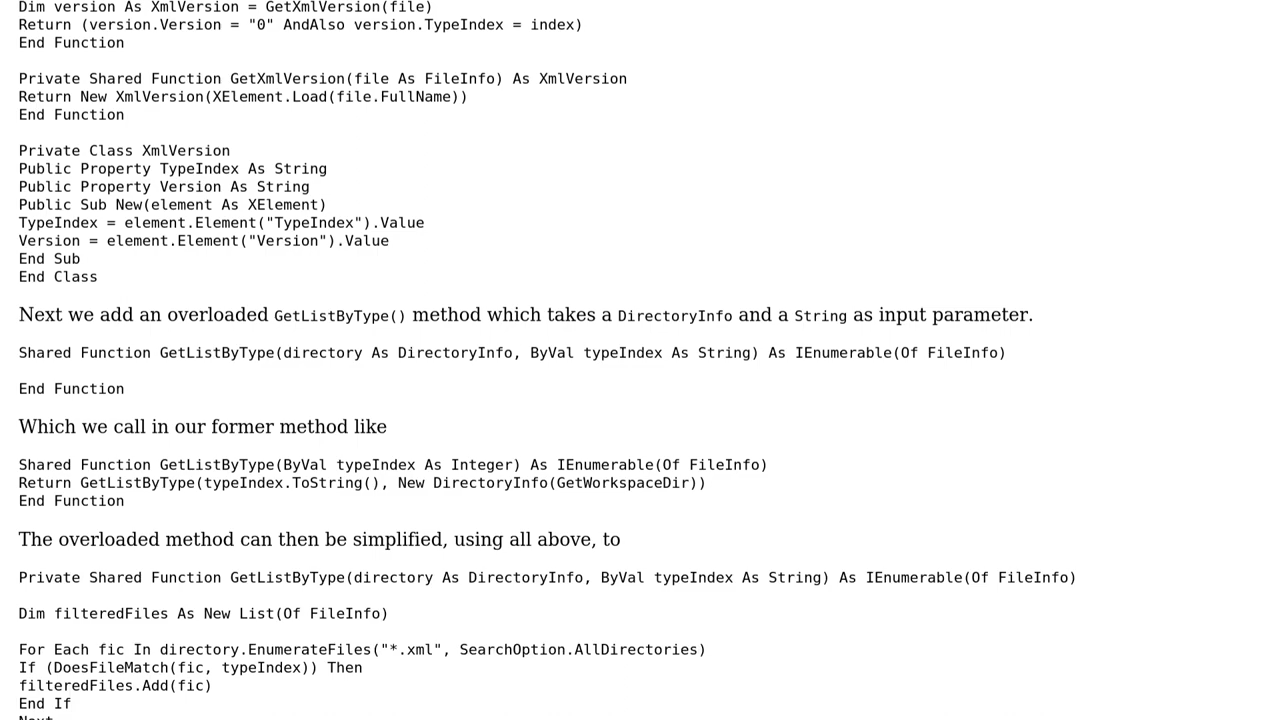 Dim version As XmlVersion = GetXmlVersion(file)
Return (version.Version = "0" AndAlso version.TypeIndex = index)
End Function

Private Shared Function GetXmlVersion(file As FileInfo) As XmlVersion
Return New XmlVersion(XElement.Load(file.FullName))
End Function

Private Class XmlVersion
Public Property TypeIndex As String
Public Property Version As String
Public Sub New(element As XElement)
TypeIndex = element.Element("TypeIndex").Value
Version = element.Element("Version").Value
End Sub
End Class

Next we add an overloaded GetListByType() method which takes a DirectoryInfo and a String as input parameter.

Shared Function GetListByType(directory As DirectoryInfo, ByVal typeIndex As String) As IEnumerable(Of FileInfo)

End Function

Which we call in our former method like

Shared Function GetListByType(ByVal typeIndex As Integer) As IEnumerable(Of FileInfo)
Return GetListByType(typeIndex.ToString(), New DirectoryInfo(GetWorkspaceDir))
End Function

The overloaded method can then be simplified, using all above, to

Private Shared Function GetListByType(directory As DirectoryInfo, ByVal typeIndex As String) As IEnumerable(Of FileInfo)

Dim filteredFiles As New List(Of FileInfo)

For Each fic In directory.EnumerateFiles("*.xml", SearchOption.AllDirectories)
If (DoesFileMatch(fic, typeIndex)) Then
filteredFiles.Add(fic)
End If
Next